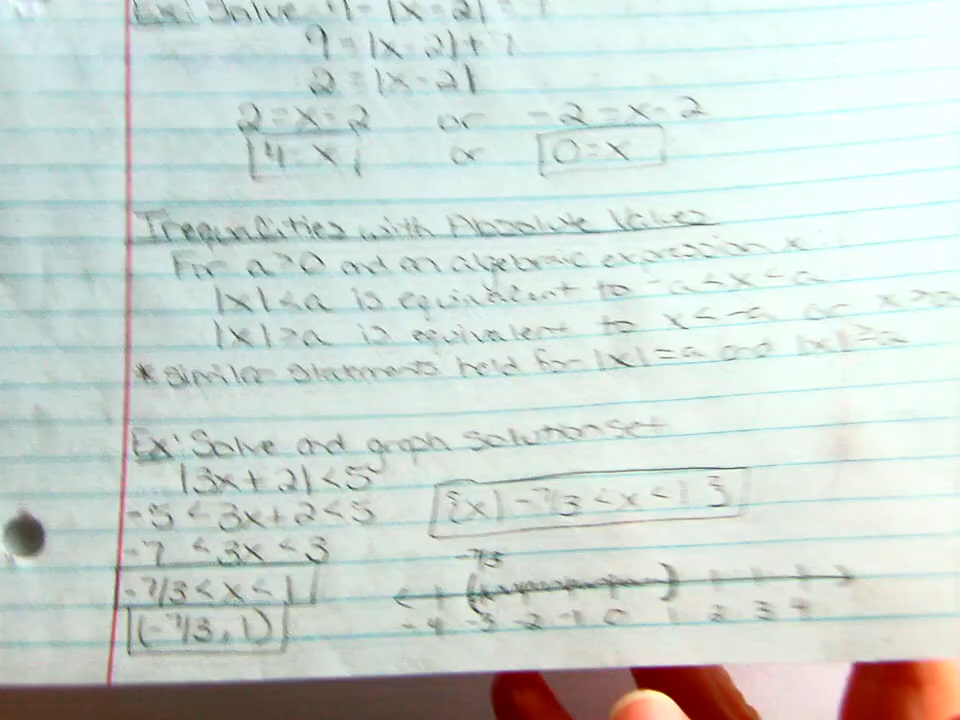 Ex: Solve
9 = |x - 2| + 7
2 = |x - 2|
2 = x - 2 or -2 = x - 2
4 = x or 0 = x
Inequalities with Absolute Values
For a > 0 and an algebraic expression x:
|x| < a is equivalent to -a < x < a
|x| > a is equivalent to x < -a or x > a
* Similar statements held for |x| ≤ a and |x| ≥ a
Ex: Solve and graph solution set
|3x + 2| < 5
-5 < 3x + 2 < 5
-7 < 3x < 3
-7/3 < x < 1
(-7/3, 1)
{x | -7/3 < x < 1}
-7/3
-4 -3 -2 -1 0 1 2 3 4